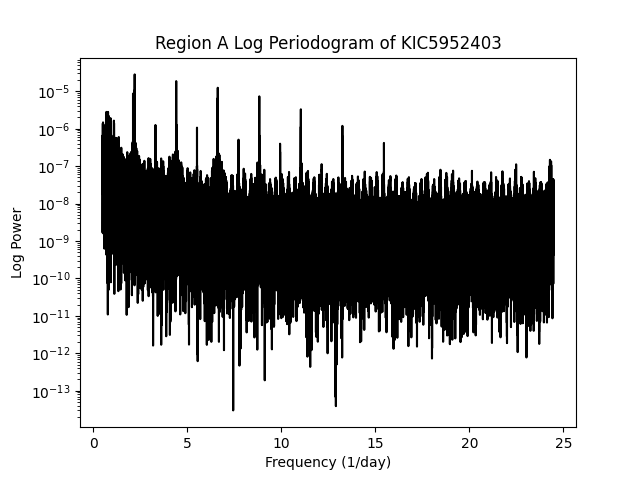 Region A Log Periodogram of KIC5952403
Log Power
10⁻⁵
10⁻⁶
10⁻⁷
10⁻⁸
10⁻⁹
10⁻¹⁰
10⁻¹¹
10⁻¹²
10⁻¹³
0 5 10 15 20 25
Frequency (1/day)